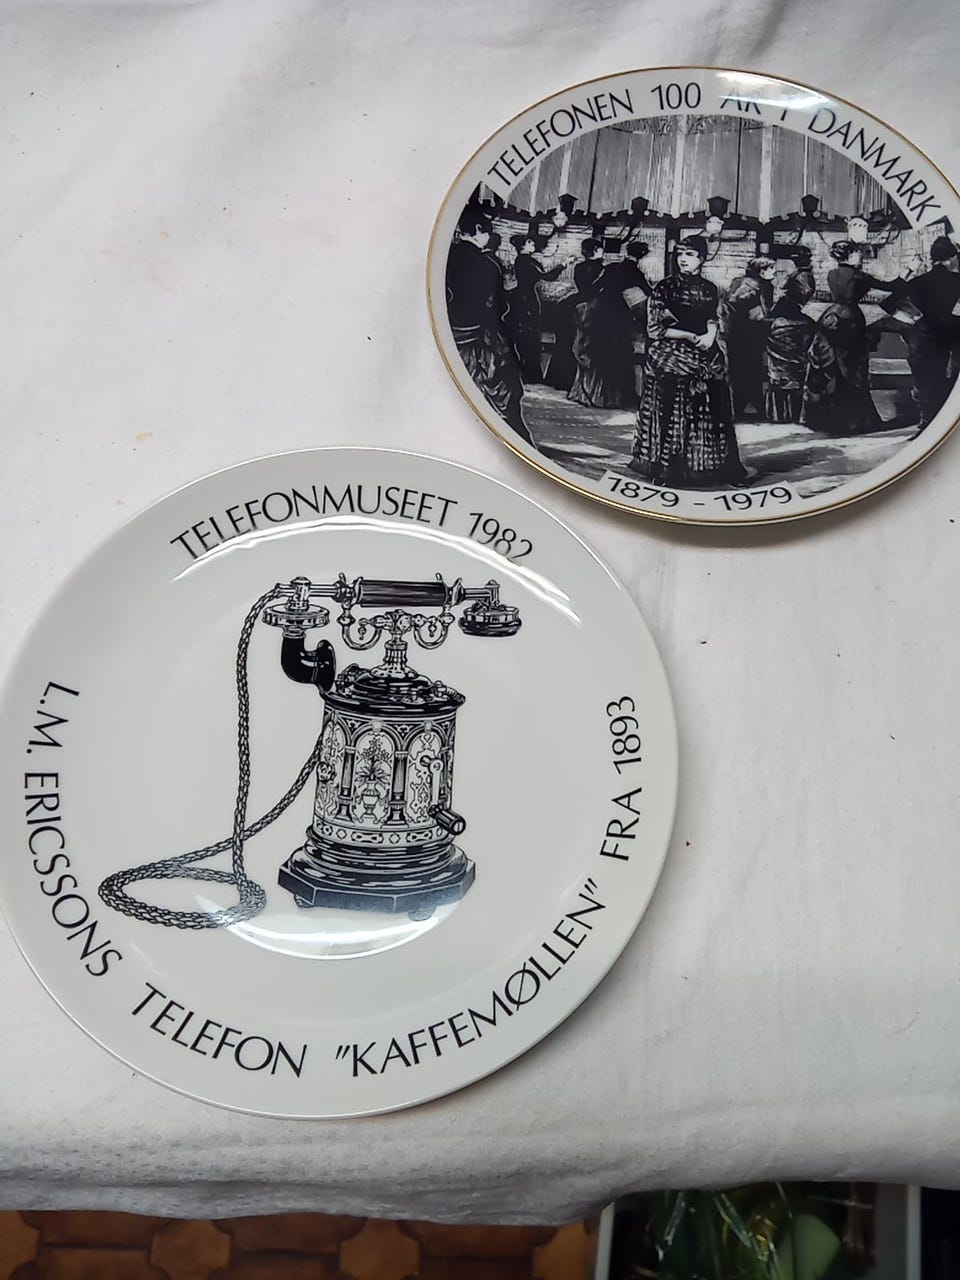 TELEFONEN 100 ÅR I DANMARK
1879 - 1979
TELEFONMUSEET 1982
L.M. ERICSSONS TELEFON "KAFFEMØLLEN" FRA 1893